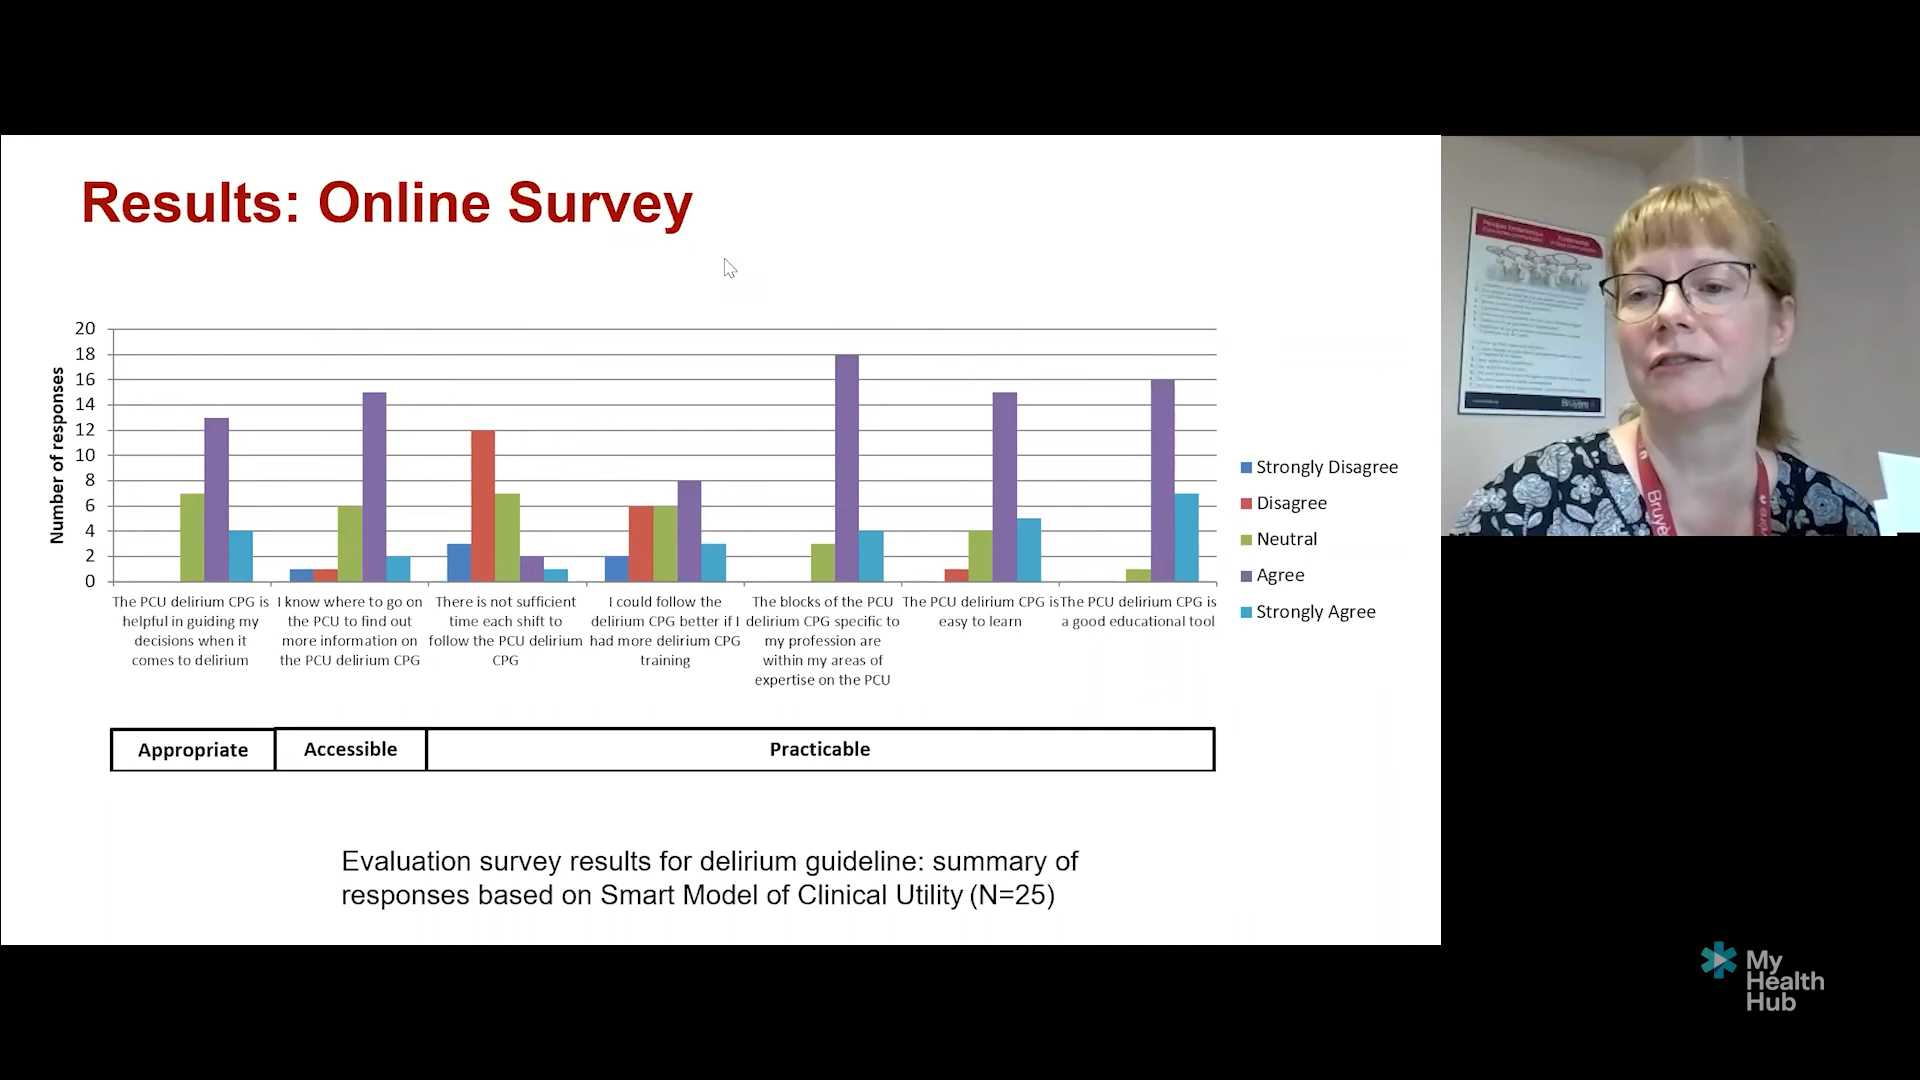 Results: Online Survey
Number of responses
20
18
16
14
12
10
8
6
4
2
0
The PCU delirium CPG is
helpful in guiding my
decisions when it
comes to delirium
I know where to go on
the PCU to find out
more information on
the PCU delirium CPG
There is not sufficient
time each shift to
follow the PCU delirium
CPG
I could follow the
delirium CPG better if I
had more delirium CPG
training
The blocks of the PCU
delirium CPG specific to
my profession are
within my areas of
expertise on the PCU
The PCU delirium CPG is
easy to learn
The PCU delirium CPG is
a good educational tool
Strongly Disagree
Disagree
Neutral
Agree
Strongly Agree
Appropriate
Accessible
Practicable
Evaluation survey results for delirium guideline: summary of
responses based on Smart Model of Clinical Utility (N=25)
Bruyère
Bruyère
My
Health
Hub